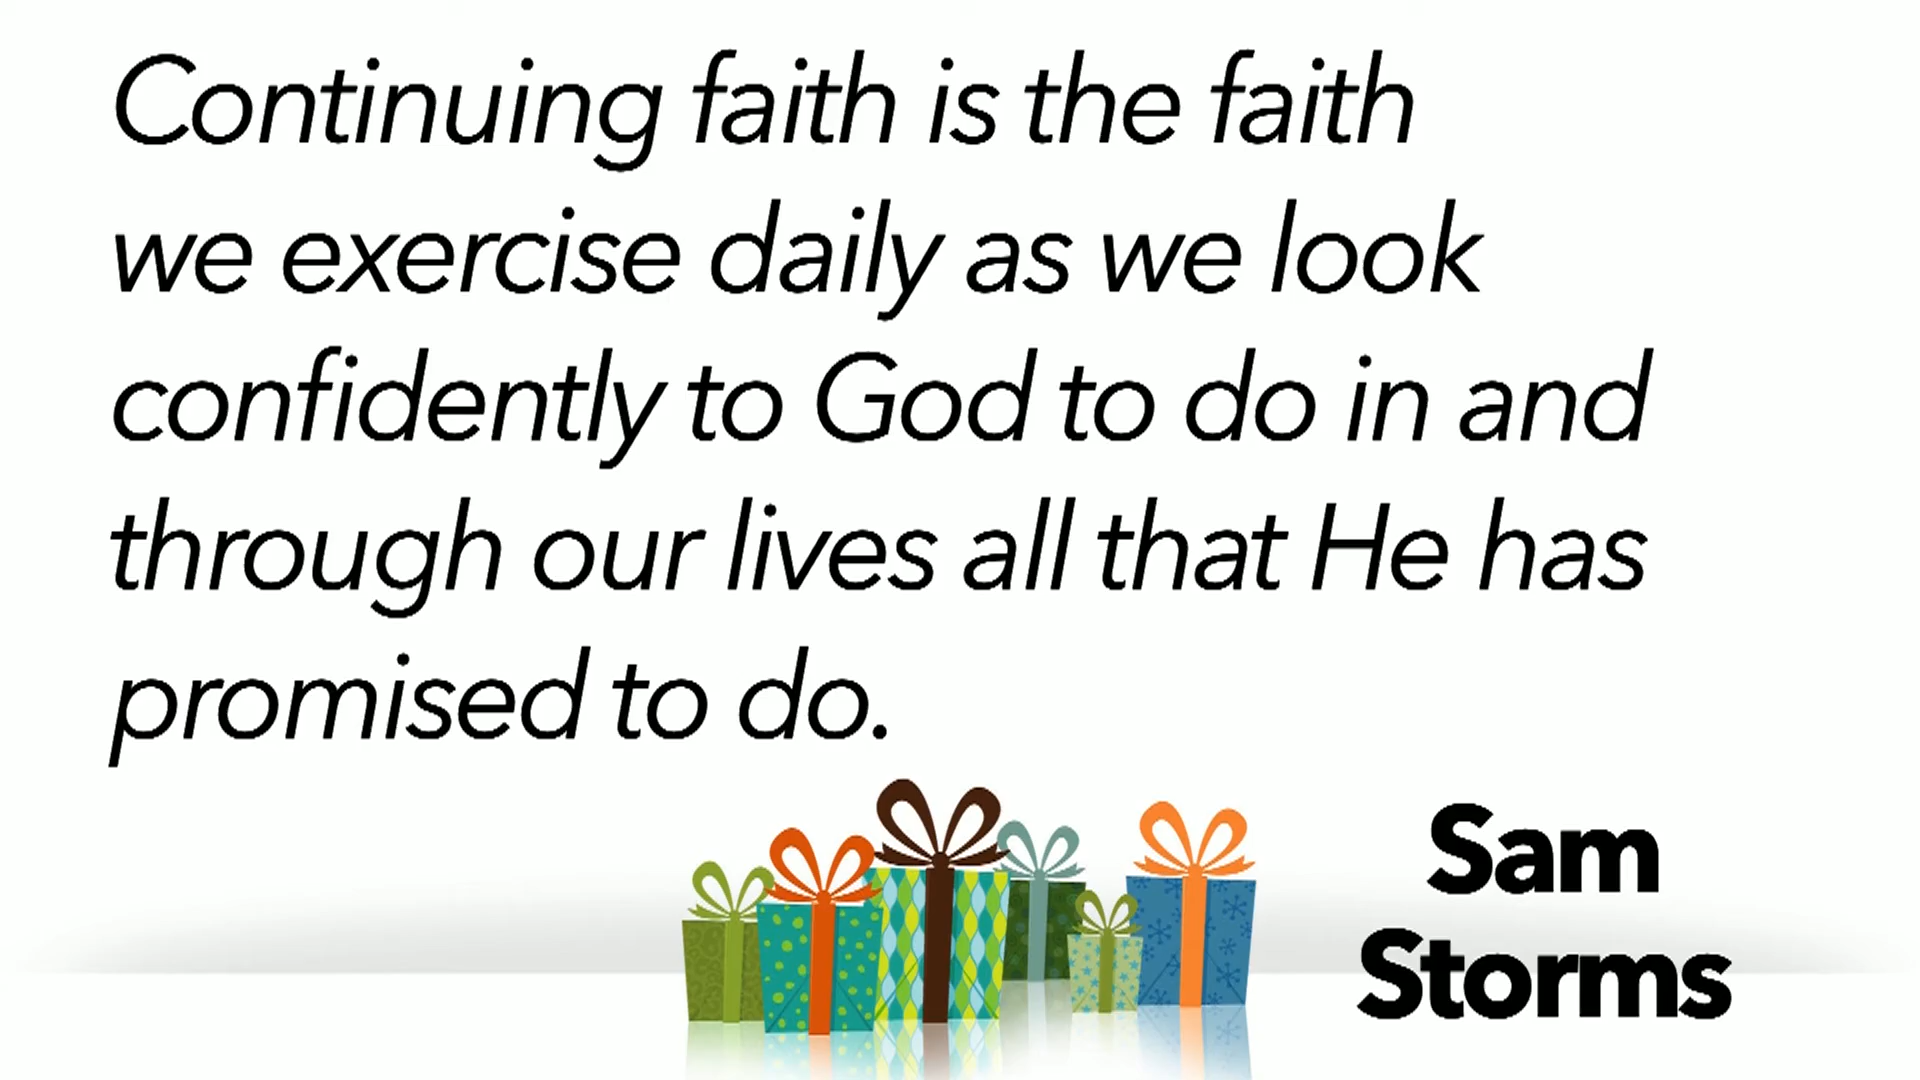 Continuing faith is the faith
we exercise daily as we look
confidently to God to do in and
through our lives all that He has
promised to do.
Sam
Storms